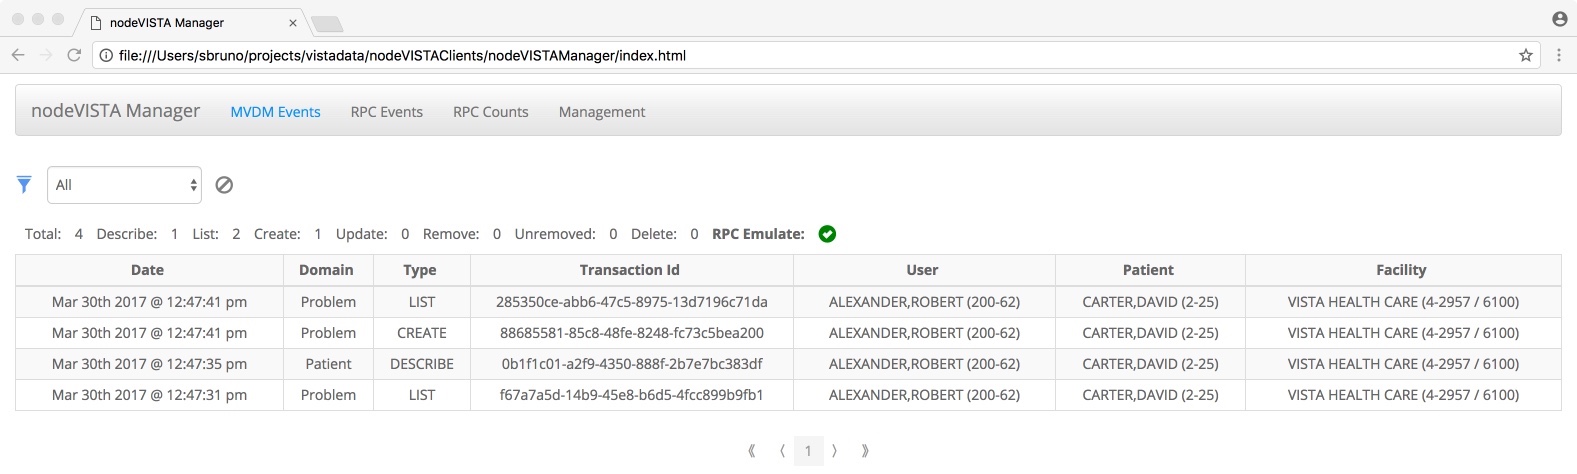 nodeVISTA Manager
file:///Users/sbruno/projects/vistadata/nodeVISTAClients/nodeVISTAManager/index.html
nodeVISTA Manager MVDM Events RPC Events RPC Counts Management
All
Total: 4 Describe: 1 List: 2 Create: 1 Update: 0 Remove: 0 Unremoved: 0 Delete: 0 RPC Emulate:
Date Domain Type Transaction Id User Patient Facility
Mar 30th 2017 @ 12:47:41 pm Problem LIST 285350ce-abb6-47c5-8975-13d7196c71da ALEXANDER,ROBERT (200-62) CARTER,DAVID (2-25) VISTA HEALTH CARE (4-2957 / 6100)
Mar 30th 2017 @ 12:47:41 pm Problem CREATE 88685581-85c8-48fe-8248-fc73c5bea200 ALEXANDER,ROBERT (200-62) CARTER,DAVID (2-25) VISTA HEALTH CARE (4-2957 / 6100)
Mar 30th 2017 @ 12:47:35 pm Patient DESCRIBE 0b1f1c01-a2f9-4350-888f-2b7e7bc383df ALEXANDER,ROBERT (200-62) CARTER,DAVID (2-25) VISTA HEALTH CARE (4-2957 / 6100)
Mar 30th 2017 @ 12:47:31 pm Problem LIST f67a7a5d-14b9-45e8-b6d5-4fcc899b9fb1 ALEXANDER,ROBERT (200-62) CARTER,DAVID (2-25) VISTA HEALTH CARE (4-2957 / 6100)
⟪ ⟨ 1 ⟩ ⟫